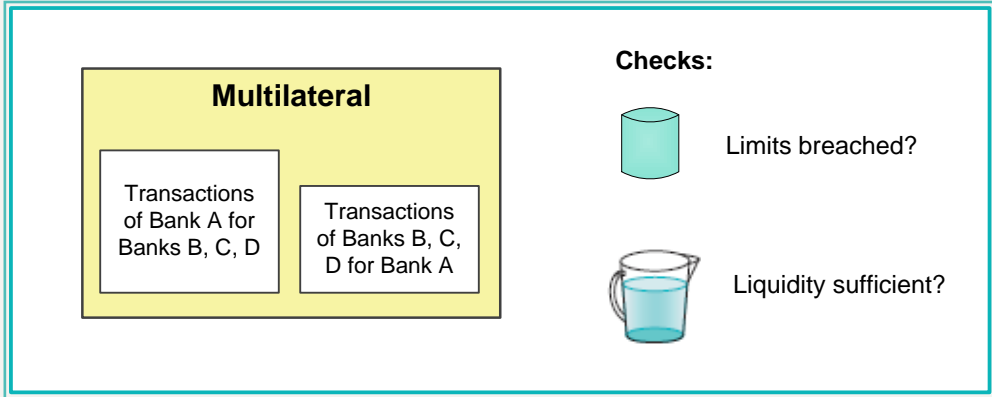 Multilateral
Transactions
of Bank A for
Banks B, C, D
Transactions
of Banks B, C,
D for Bank A
Checks:
Limits breached?
Liquidity sufficient?